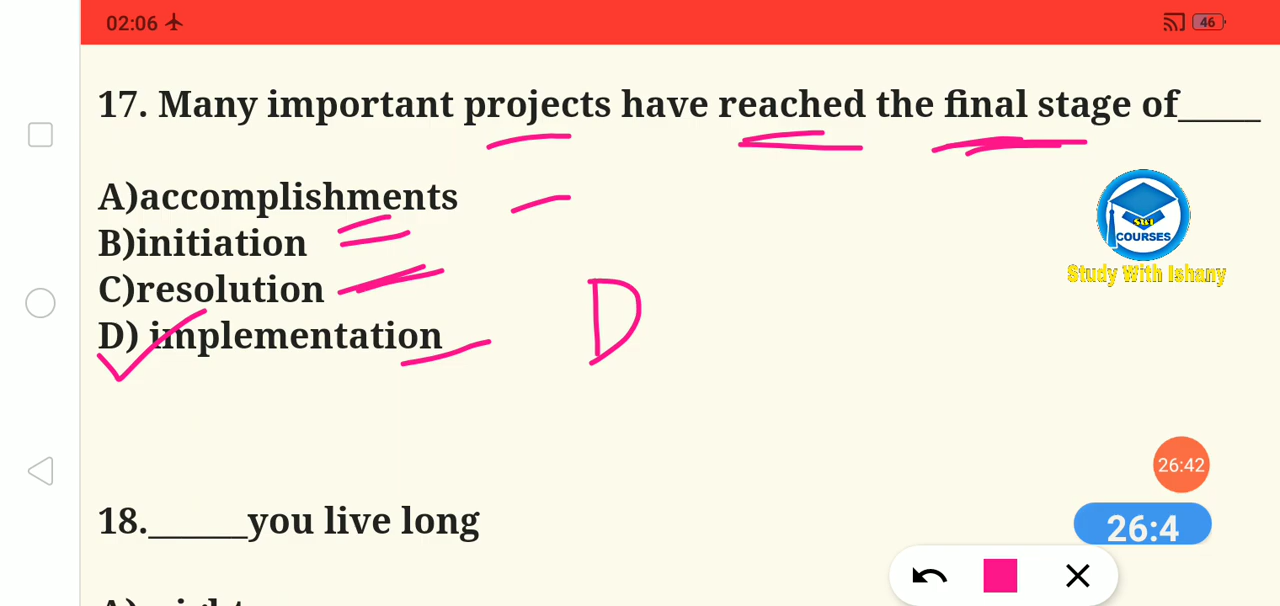 02:06
46
17. Many important projects have reached the final stage of_____
A)accomplishments
B)initiation
C)resolution
D) implementation
D
COURSES
Study With Ishany
26:42
18.______you live long
26:4